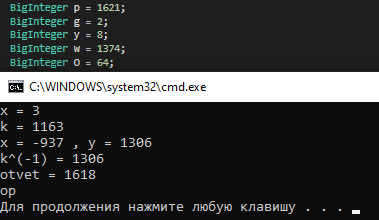 BigInteger p = 1621;
BigInteger g = 2;
BigInteger y = 8;
BigInteger w = 1374;
BigInteger O = 64;
C:\WINDOWS\system32\cmd.exe
x = 3
k = 1163
x = -937 , y = 1306
k^(-1) = 1306
otvet = 1618
op
Для продолжения нажмите любую клавишу . . .